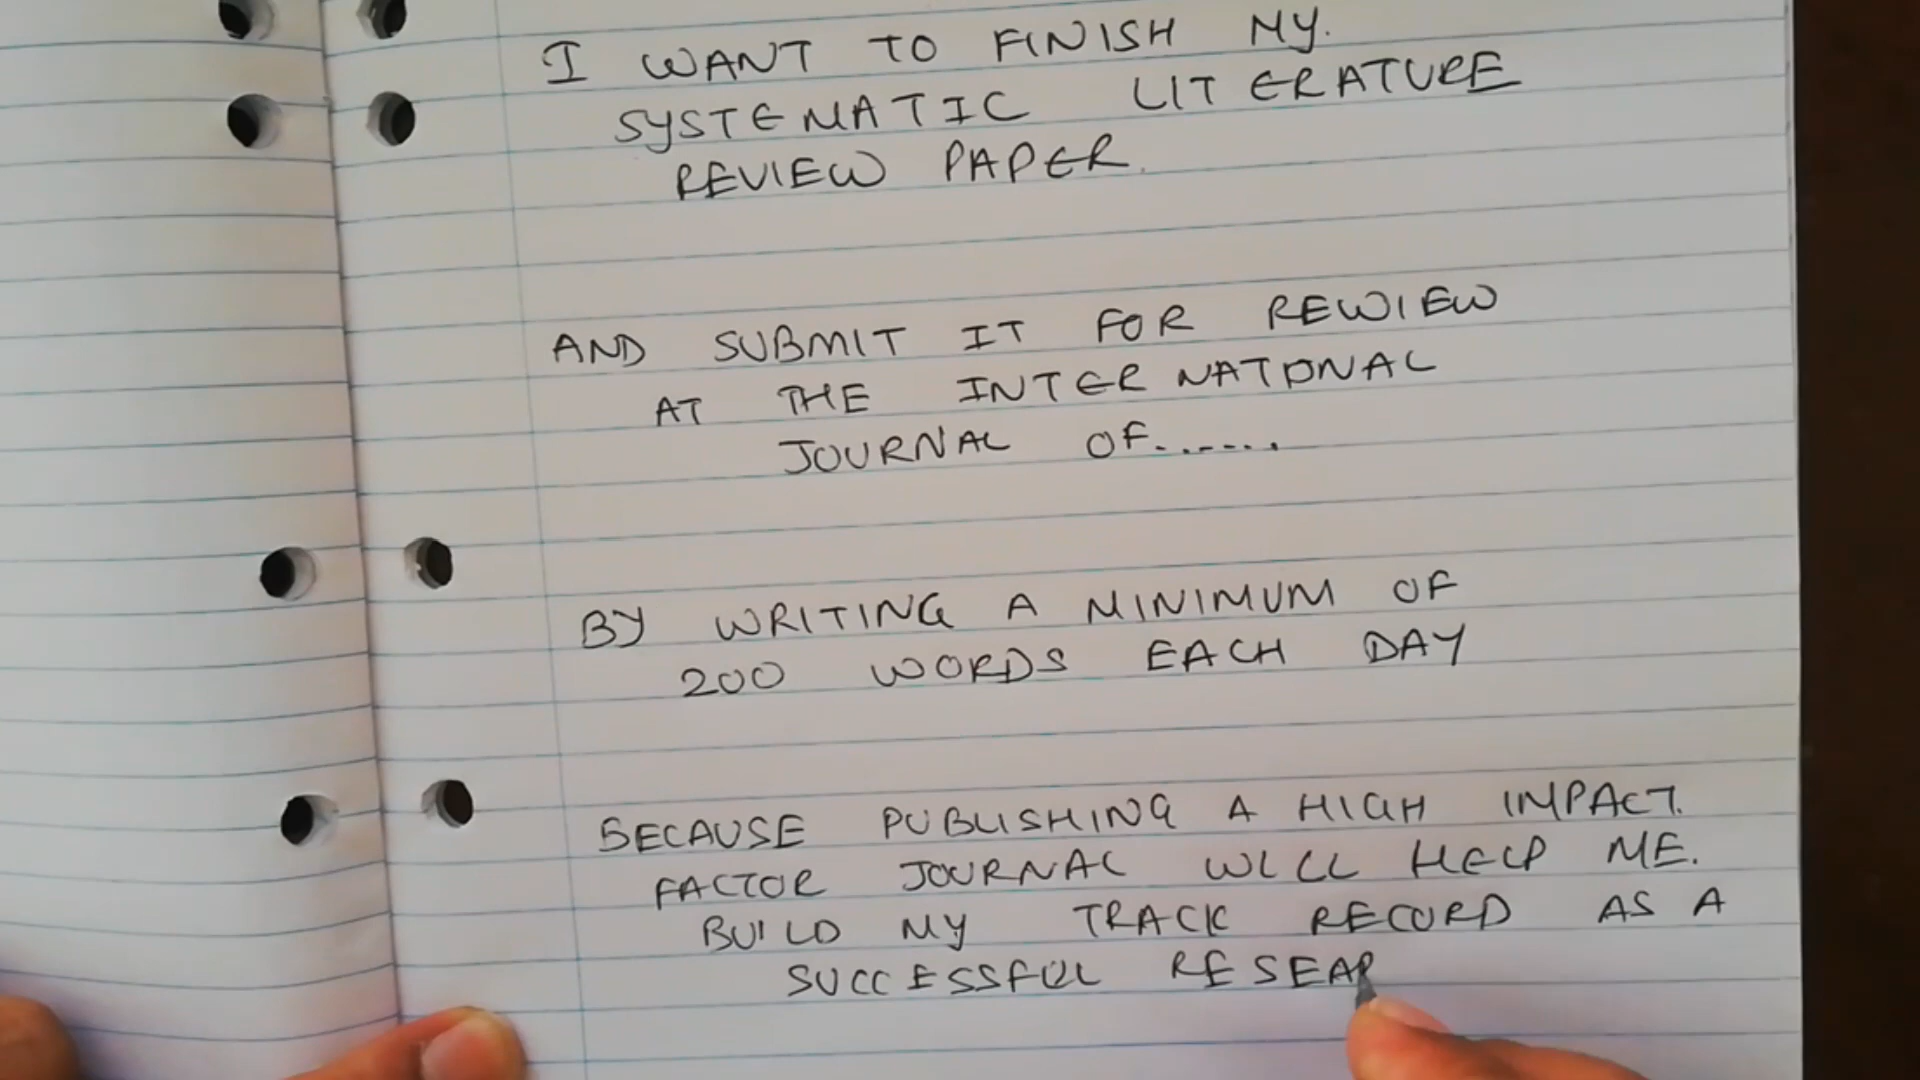 I WANT TO FINISH MY.
SYSTEMATIC LITERATURE
REVIEW PAPER.
AND SUBMIT IT FOR REWIEW
AT THE INTERNATIONAL
JOURNAL OF.......
BY WRITING A MINIMUM OF
200 WORDS EACH DAY
BECAUSE PUBLISHING A HIGH IMPACT.
FACTOR JOURNAL WILL HELP ME.
BUILD MY TRACK RECORD AS A
SUCCESSFUL RESEAR